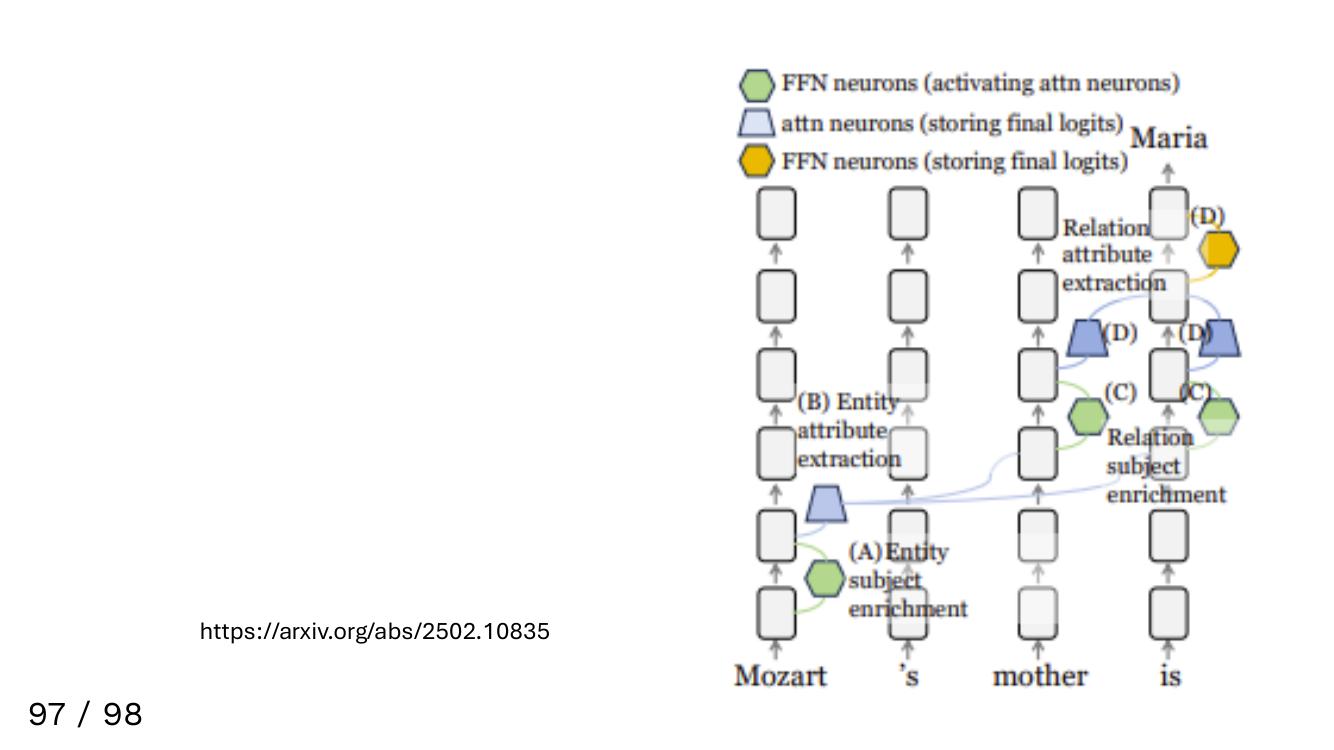 FFN neurons (activating attn neurons)
attn neurons (storing final logits)
Maria
FFN neurons (storing final logits)
(D)
Relation
attribute
extraction
(D)
(D)
(C)
(C)
(B) Entity
attribute
extraction
Relation
subject
enrichment
(A)Entity
subject
enrichment
https://arxiv.org/abs/2502.10835
Mozart
's
mother
is
97 / 98